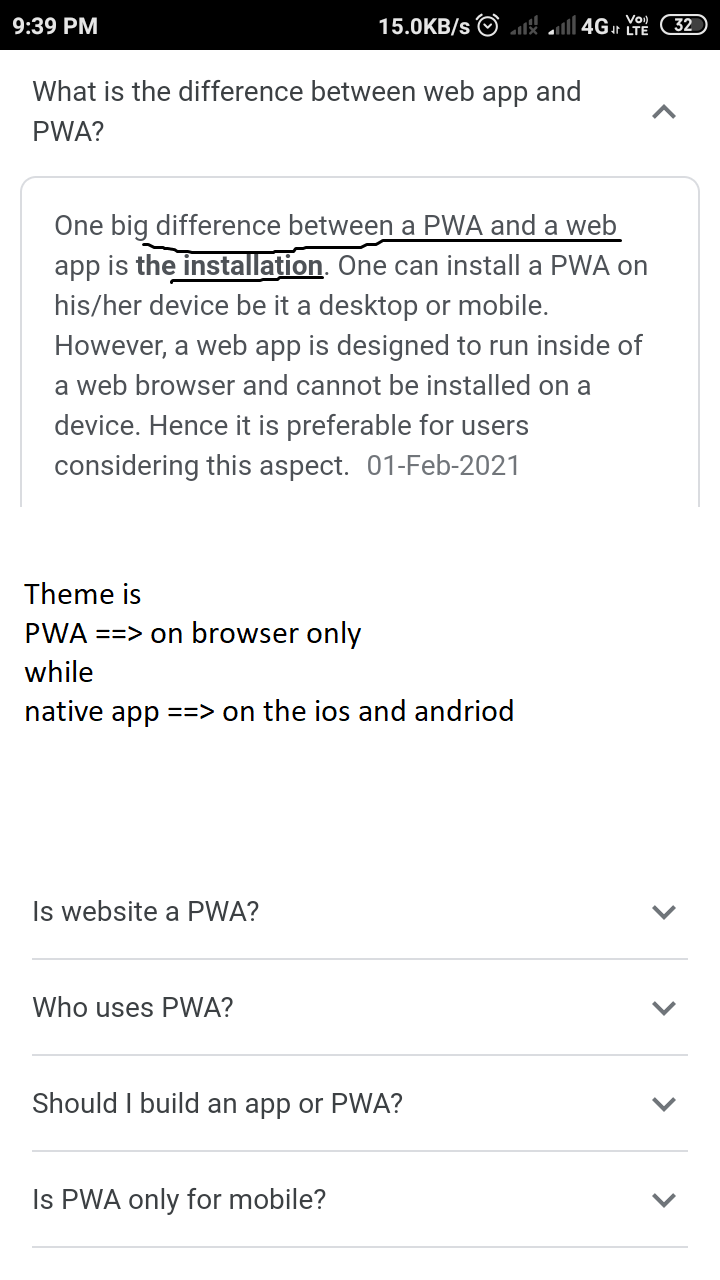 9:39 PM 15.0KB/s 4G Vo) LTE 32
What is the difference between web app and
PWA?
One big difference between a PWA and a web
app is the installation. One can install a PWA on
his/her device be it a desktop or mobile.
However, a web app is designed to run inside of
a web browser and cannot be installed on a
device. Hence it is preferable for users
considering this aspect. 01-Feb-2021
Theme is
PWA ==> on browser only
while
native app ==> on the ios and andriod
Is website a PWA?
Who uses PWA?
Should I build an app or PWA?
Is PWA only for mobile?